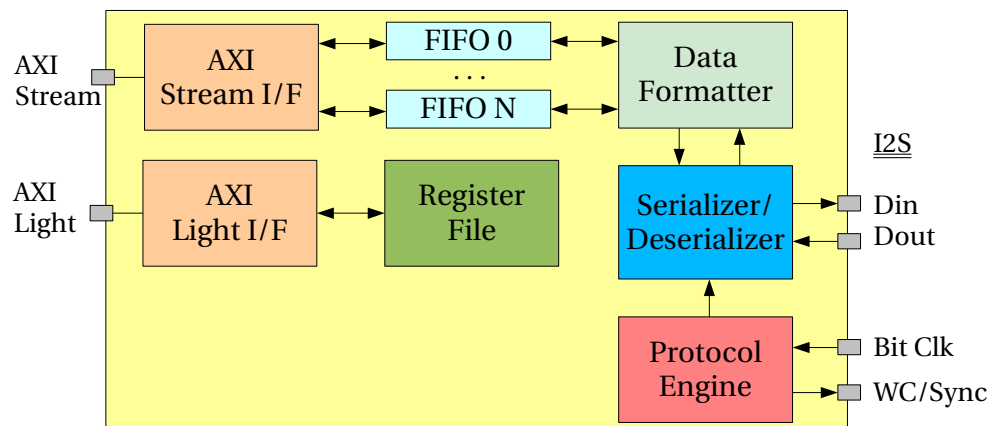 AXI
Stream
AXI
Stream I/F
FIFO 0
. . .
FIFO N
Data
Formatter
AXI
Light
AXI
Light I/F
Register
File
Serializer/
Deserializer
I2S
Din
Dout
Protocol
Engine
Bit Clk
WC/Sync